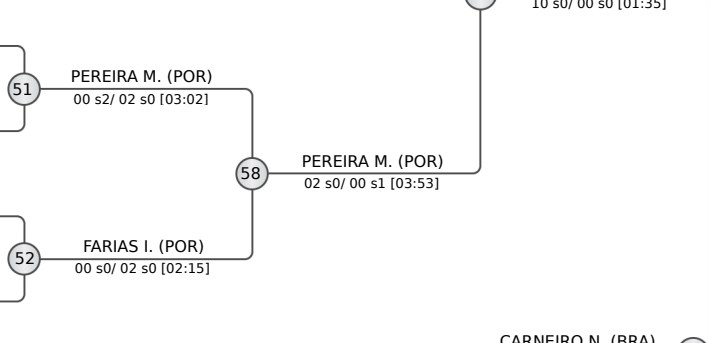 10 s0/ 00 s0 [01:35]
51
PEREIRA M. (POR)
00 s2/ 02 s0 [03:02]
58
PEREIRA M. (POR)
02 s0/ 00 s1 [03:53]
52
FARIAS I. (POR)
00 s0/ 02 s0 [02:15]
CARNEIRO N. (BRA)